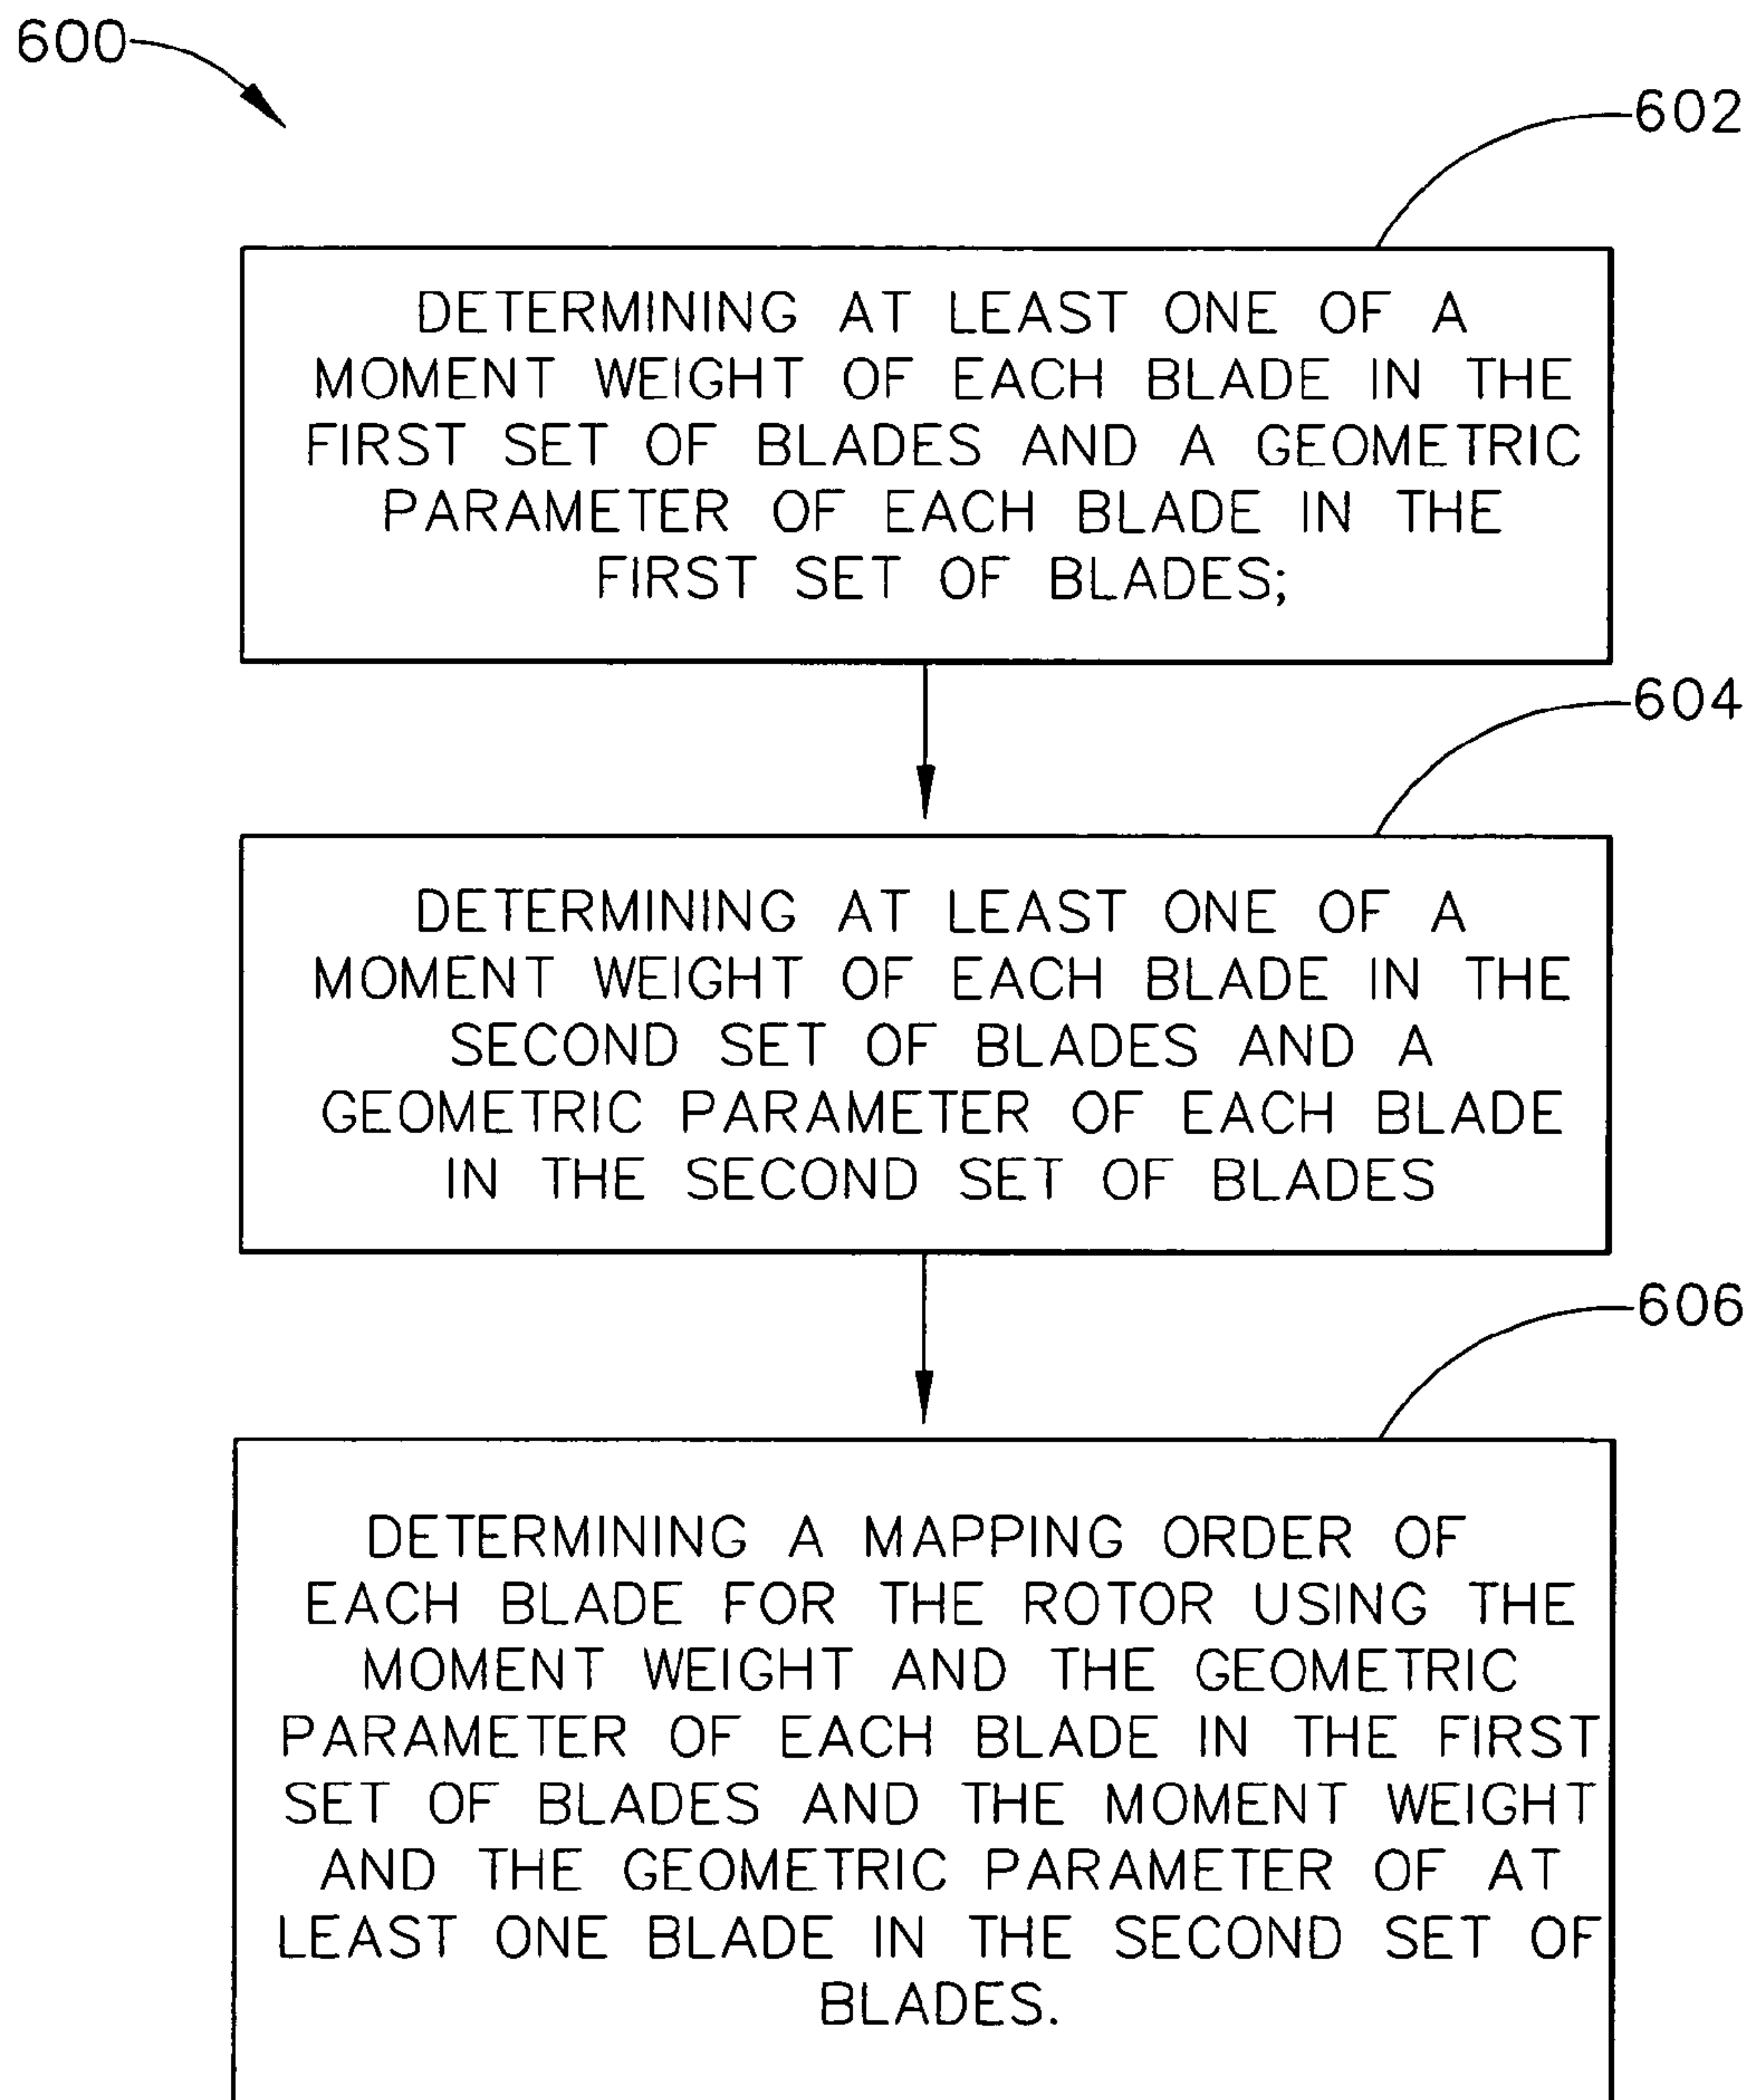 600
602
DETERMINING AT LEAST ONE OF A
MOMENT WEIGHT OF EACH BLADE IN THE
FIRST SET OF BLADES AND A GEOMETRIC
PARAMETER OF EACH BLADE IN THE
FIRST SET OF BLADES;
604
DETERMINING AT LEAST ONE OF A
MOMENT WEIGHT OF EACH BLADE IN THE
SECOND SET OF BLADES AND A
GEOMETRIC PARAMETER OF EACH BLADE
IN THE SECOND SET OF BLADES
606
DETERMINING A MAPPING ORDER OF
EACH BLADE FOR THE ROTOR USING THE
MOMENT WEIGHT AND THE GEOMETRIC
PARAMETER OF EACH BLADE IN THE FIRST
SET OF BLADES AND THE MOMENT WEIGHT
AND THE GEOMETRIC PARAMETER OF AT
LEAST ONE BLADE IN THE SECOND SET OF
BLADES.